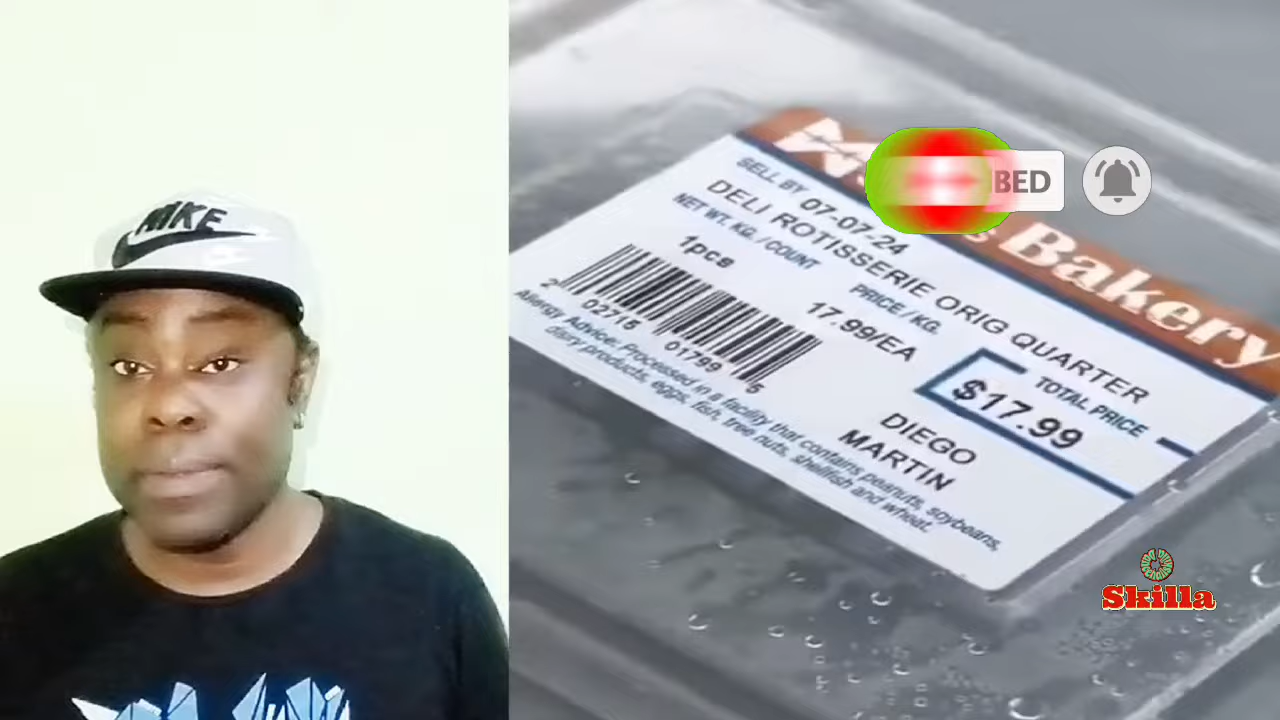 NIKE
Bakery
BED
SELL BY 07-07-24
DELI ROTISSERIE ORIG QUARTER
NET WT. KG. / COUNT
PRICE / KG.
TOTAL PRICE
1pcs
17.99/EA
$17.99
2 02715 01799 5
DIEGO
MARTIN
Allergy Advice: Processed in a facility that contains peanuts, soybeans,
dairy products, eggs, fish, tree nuts, shellfish and wheat.
Skilla